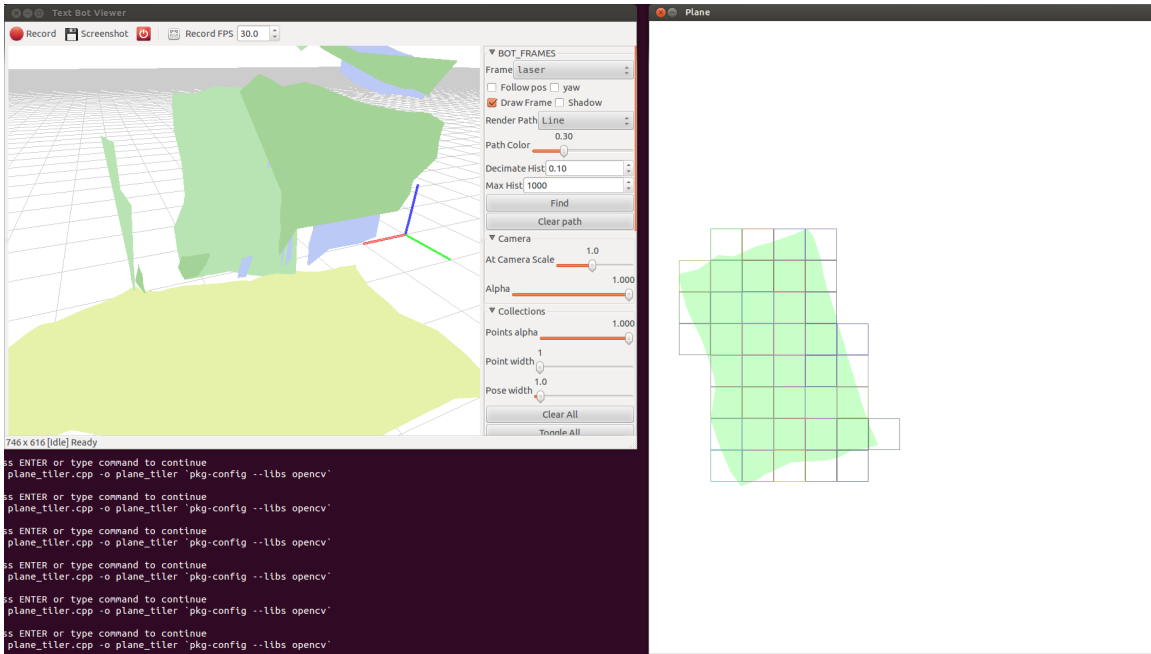 Text Bot Viewer
Record Screenshot Record FPS 30.0
▼ BOT_FRAMES
Frame laser
Follow pos yaw
Draw Frame Shadow
Render Path Line
0.30
Path Color
Decimate Hist 0.10
Max Hist 1000
Find
Clear path
▼ Camera
1.0
At Camera Scale
1.000
Alpha
▼ Collections
1.000
Points alpha
1
Point width
1.0
Pose width
Clear All
Toggle All
746 x 616 [Idle] Ready
ss ENTER or type command to continue
plane_tiler.cpp -o plane_tiler `pkg-config --libs opencv`
ss ENTER or type command to continue
plane_tiler.cpp -o plane_tiler `pkg-config --libs opencv`
ss ENTER or type command to continue
plane_tiler.cpp -o plane_tiler `pkg-config --libs opencv`
ss ENTER or type command to continue
plane_tiler.cpp -o plane_tiler `pkg-config --libs opencv`
ss ENTER or type command to continue
plane_tiler.cpp -o plane_tiler `pkg-config --libs opencv`
ss ENTER or type command to continue
plane_tiler.cpp -o plane_tiler `pkg-config --libs opencv`
Plane